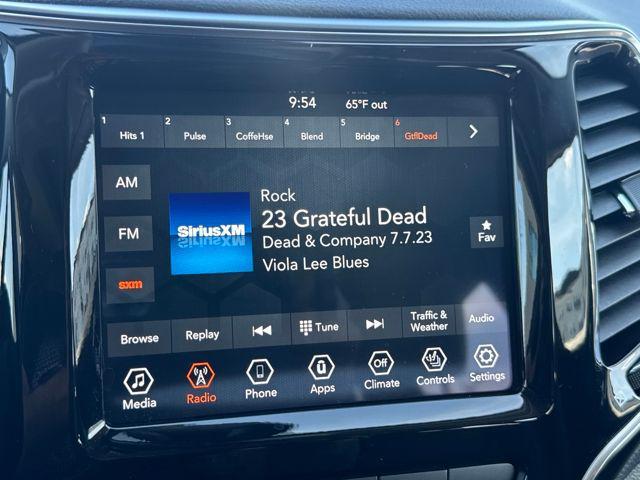 9:54 65°F out
1 Hits 1 2 Pulse 3 CoffeHse 4 Blend 5 Bridge 6 GtflDead
AM
FM
sxm
SiriusXM
Rock
23 Grateful Dead
Dead & Company 7.7.23
Viola Lee Blues
Fav
Browse Replay Tune Traffic & Weather Audio
Media Radio Phone Apps Off Climate Controls Settings